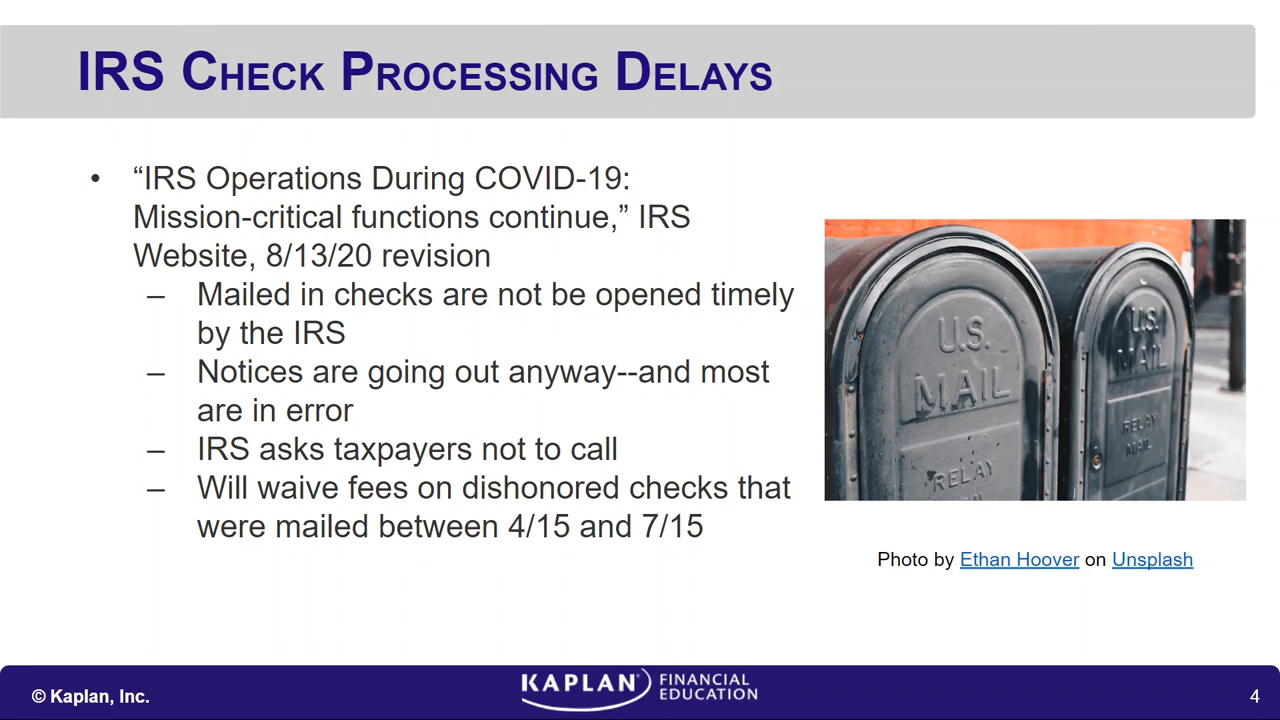 IRS Check Processing Delays
• “IRS Operations During COVID-19:
Mission-critical functions continue,” IRS
Website, 8/13/20 revision
– Mailed in checks are not be opened timely
by the IRS
– Notices are going out anyway--and most
are in error
– IRS asks taxpayers not to call
– Will waive fees on dishonored checks that
were mailed between 4/15 and 7/15
U.S.
MAIL
RELAY
U.S.
MAIL
RELAY
MAIL
Photo by Ethan Hoover on Unsplash
© Kaplan, Inc.
KAPLAN FINANCIAL
EDUCATION
4